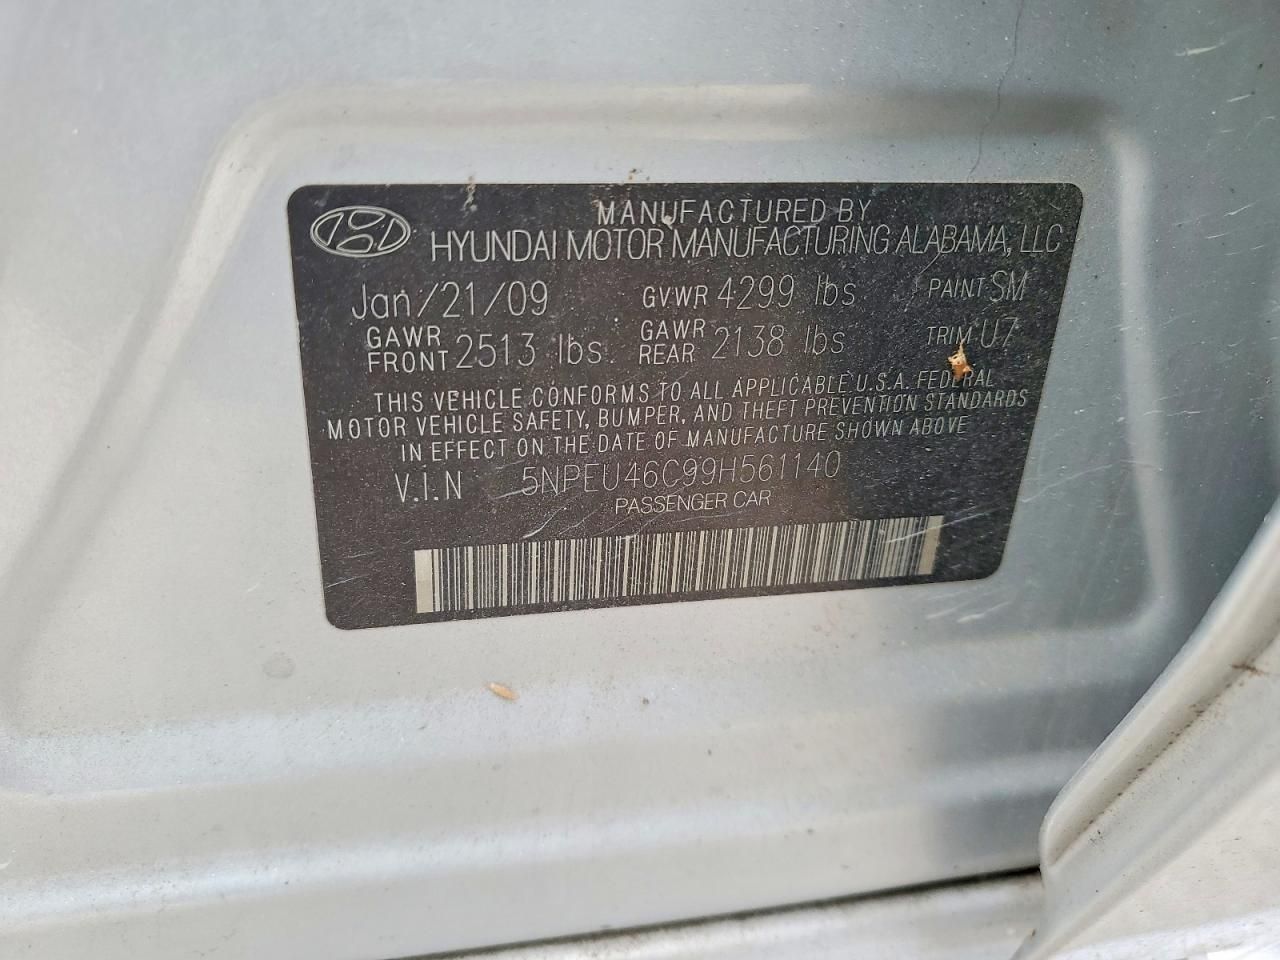 MANUFACTURED BY
HYUNDAI MOTOR MANUFACTURING ALABAMA, LLC
Jan/21/09 GVWR 4299 lbs PAINT SM
GAWR FRONT 2513 lbs. GAWR REAR 2138 lbs TRIM U7
THIS VEHICLE CONFORMS TO ALL APPLICABLE U.S.A. FEDERAL
MOTOR VEHICLE SAFETY, BUMPER, AND THEFT PREVENTION STANDARDS
IN EFFECT ON THE DATE OF MANUFACTURE SHOWN ABOVE
V.I.N 5NPEU46C99H561140
PASSENGER CAR